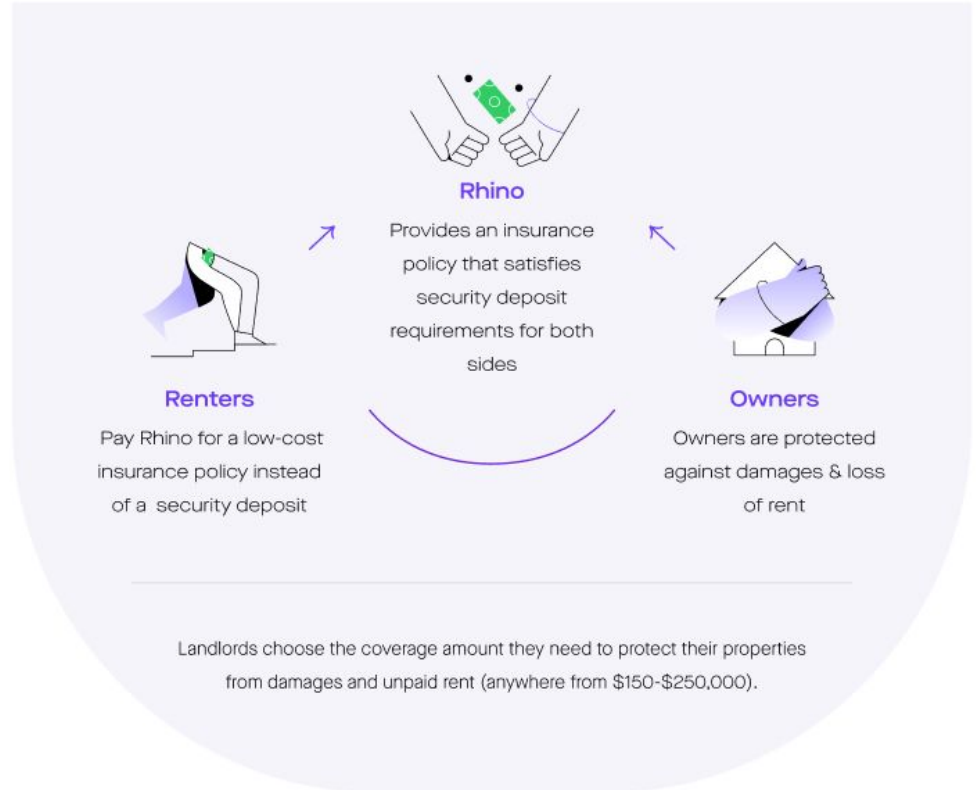 Rhino
Provides an insurance
policy that satisfies
security deposit
requirements for both
sides
Renters
Pay Rhino for a low-cost
insurance policy instead
of a security deposit
Owners
Owners are protected
against damages & loss
of rent
Landlords choose the coverage amount they need to protect their properties
from damages and unpaid rent (anywhere from $150-$250,000).